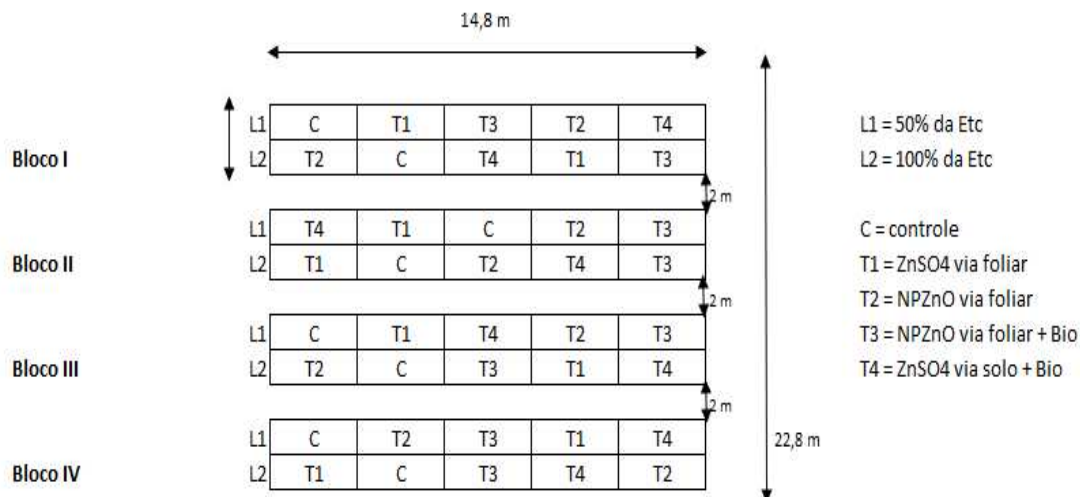 14,8 m
L1 C T1 T3 T2 T4
L1 = 50% da Etc
Bloco I
L2 T2 C T4 T1 T3
L2 = 100% da Etc
2 m
L1 T4 T1 C T2 T3
C = controle
Bloco II
L2 T1 C T2 T4 T3
T1 = ZnSO4 via foliar
2 m
T2 = NPZnO via foliar
L1 C T1 T4 T2 T3
T3 = NPZnO via foliar + Bio
Bloco III
L2 T2 C T3 T1 T4
T4 = ZnSO4 via solo + Bio
2 m
L1 C T2 T3 T1 T4
22,8 m
Bloco IV
L2 T1 C T3 T4 T2